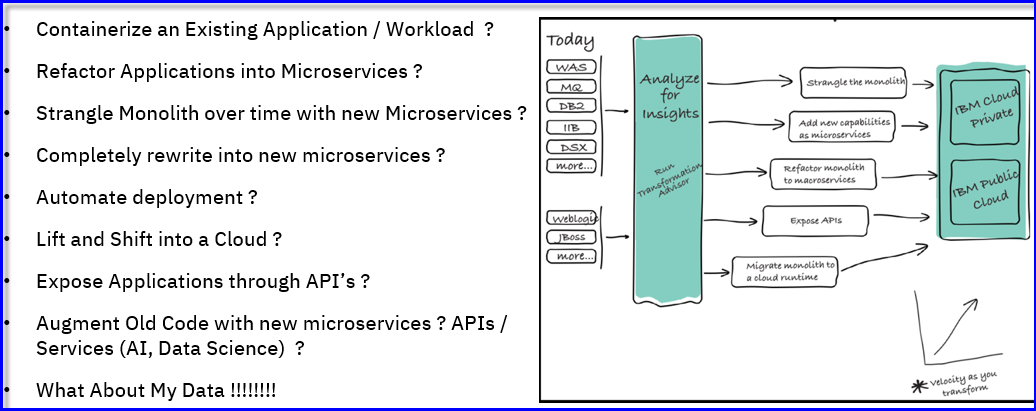 • Containerize an Existing Application / Workload ?
• Refactor Applications into Microservices ?
• Strangle Monolith over time with new Microservices ?
• Completely rewrite into new microservices ?
• Automate deployment ?
• Lift and Shift into a Cloud ?
• Expose Applications through API's ?
• Augment Old Code with new microservices ? APIs /
Services (AI, Data Science) ?
• What About My Data !!!!!!!!
Today
WAS
MQ
DB2
IIB
DSX
more...
Weblogic
JBoss
more...
Analyze
for
Insights
Run
Transformation
Advisor
Strangle the monolith
Add new capabilities
as microservices
Refactor monolith
to macroservices
Expose APIs
Migrate monolith to
a cloud runtime
IBM Cloud
Private
IBM Public
Cloud
* velocity as you
transform